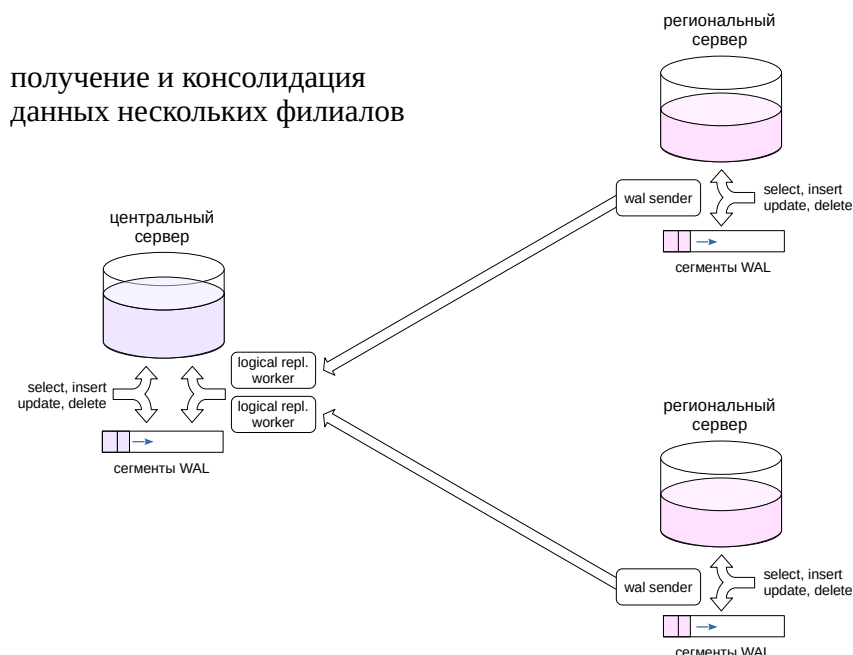 получение и консолидация
данных нескольких филиалов
региональный
сервер
wal sender
select, insert
update, delete
сегменты WAL
центральный
сервер
logical repl.
worker
select, insert
update, delete
logical repl.
worker
сегменты WAL
региональный
сервер
wal sender
select, insert
update, delete
сегменты WAL